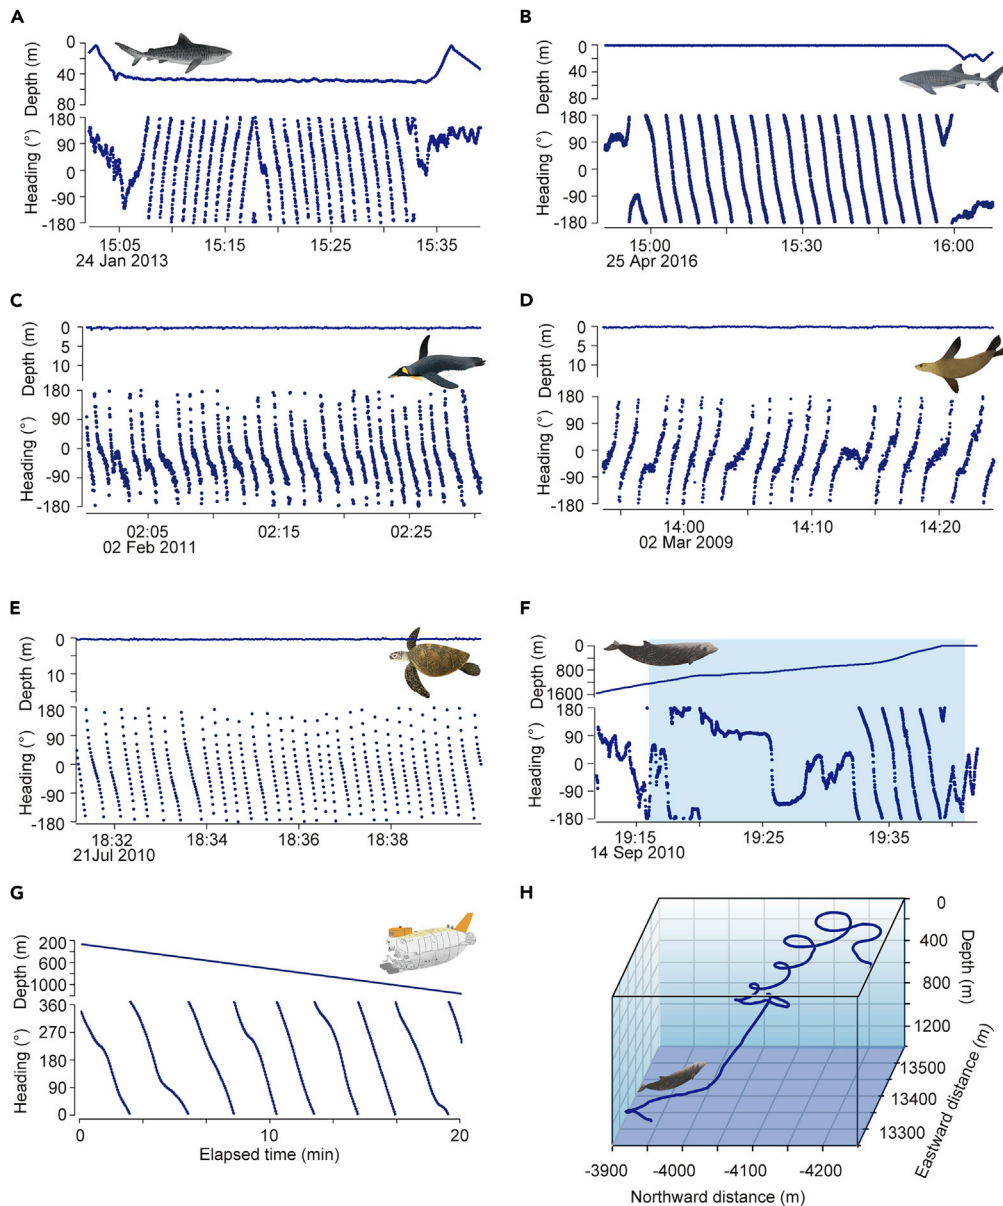 A
Depth (m)
0
40
80
Heading (°)
180
90
0
-90
-180
15:05 15:15 15:25 15:35
24 Jan 2013
B
Depth (m)
0
40
80
Heading (°)
180
90
0
-90
-180
15:00 15:30 16:00
25 Apr 2016
C
Depth (m)
0
5
10
Heading (°)
180
90
0
-90
-180
02:05 02:15 02:25
02 Feb 2011
D
Depth (m)
0
5
10
Heading (°)
180
90
0
-90
-180
14:00 14:10 14:20
02 Mar 2009
E
Depth (m)
0
5
10
Heading (°)
180
90
0
-90
-180
18:32 18:34 18:36 18:38
21Jul 2010
F
Depth (m)
0
800
1600
Heading (°)
180
90
0
-90
-180
19:15 19:25 19:35
14 Sep 2010
G
Depth (m)
200
600
1000
Heading (°)
360
270
180
90
0
0 10 20
Elapsed time (min)
H
0
400
800
1200
Depth (m)
13500
13400
13300
Eastward distance (m)
-3900 -4000 -4100 -4200
Northward distance (m)